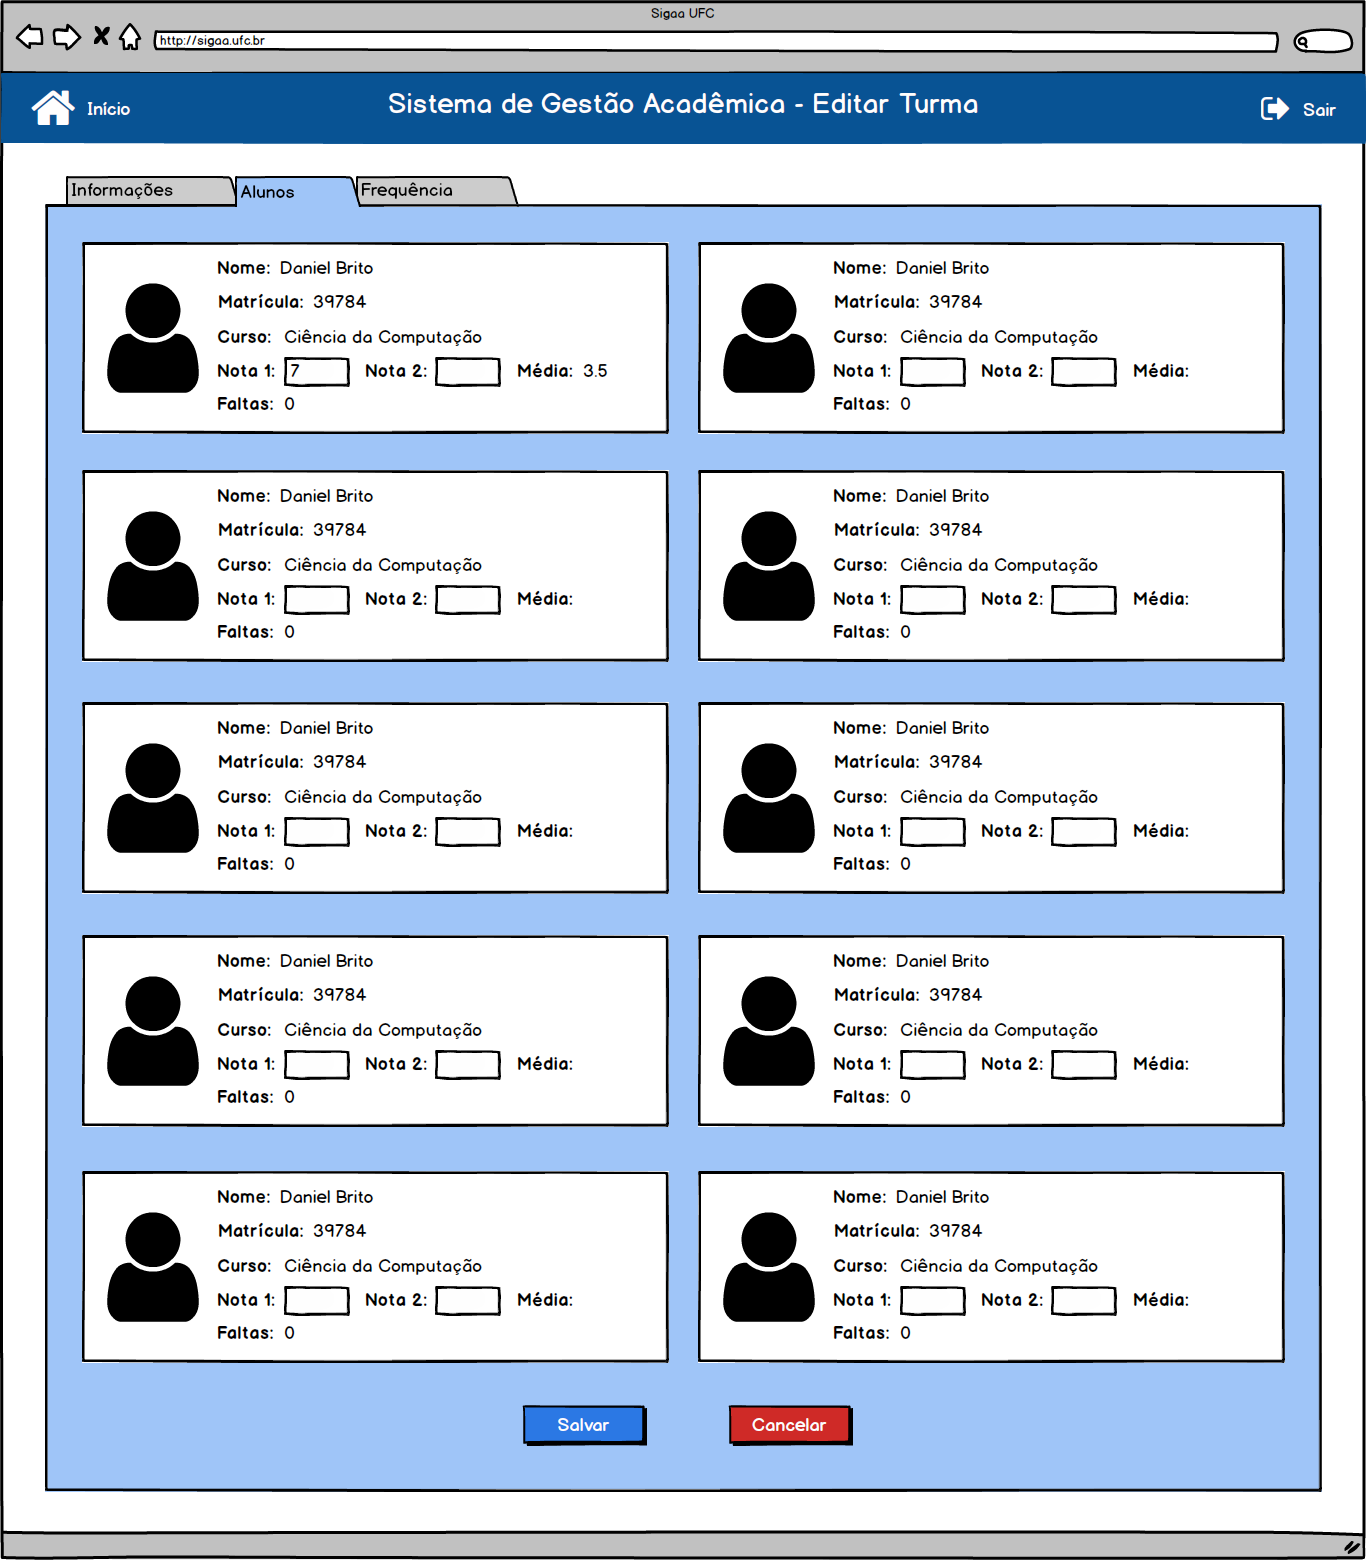 Sigaa UFC
http://sigaa.ufc.br
Início
Sistema de Gestão Acadêmica - Editar Turma
Sair
Informações
Alunos
Frequência
Nome: Daniel Brito
Matrícula: 39784
Curso: Ciência da Computação
Nota 1: 7 Nota 2: Média: 3.5
Faltas: 0
Nome: Daniel Brito
Matrícula: 39784
Curso: Ciência da Computação
Nota 1: Nota 2: Média:
Faltas: 0
Nome: Daniel Brito
Matrícula: 39784
Curso: Ciência da Computação
Nota 1: Nota 2: Média:
Faltas: 0
Nome: Daniel Brito
Matrícula: 39784
Curso: Ciência da Computação
Nota 1: Nota 2: Média:
Faltas: 0
Nome: Daniel Brito
Matrícula: 39784
Curso: Ciência da Computação
Nota 1: Nota 2: Média:
Faltas: 0
Nome: Daniel Brito
Matrícula: 39784
Curso: Ciência da Computação
Nota 1: Nota 2: Média:
Faltas: 0
Nome: Daniel Brito
Matrícula: 39784
Curso: Ciência da Computação
Nota 1: Nota 2: Média:
Faltas: 0
Nome: Daniel Brito
Matrícula: 39784
Curso: Ciência da Computação
Nota 1: Nota 2: Média:
Faltas: 0
Nome: Daniel Brito
Matrícula: 39784
Curso: Ciência da Computação
Nota 1: Nota 2: Média:
Faltas: 0
Nome: Daniel Brito
Matrícula: 39784
Curso: Ciência da Computação
Nota 1: Nota 2: Média:
Faltas: 0
Salvar
Cancelar